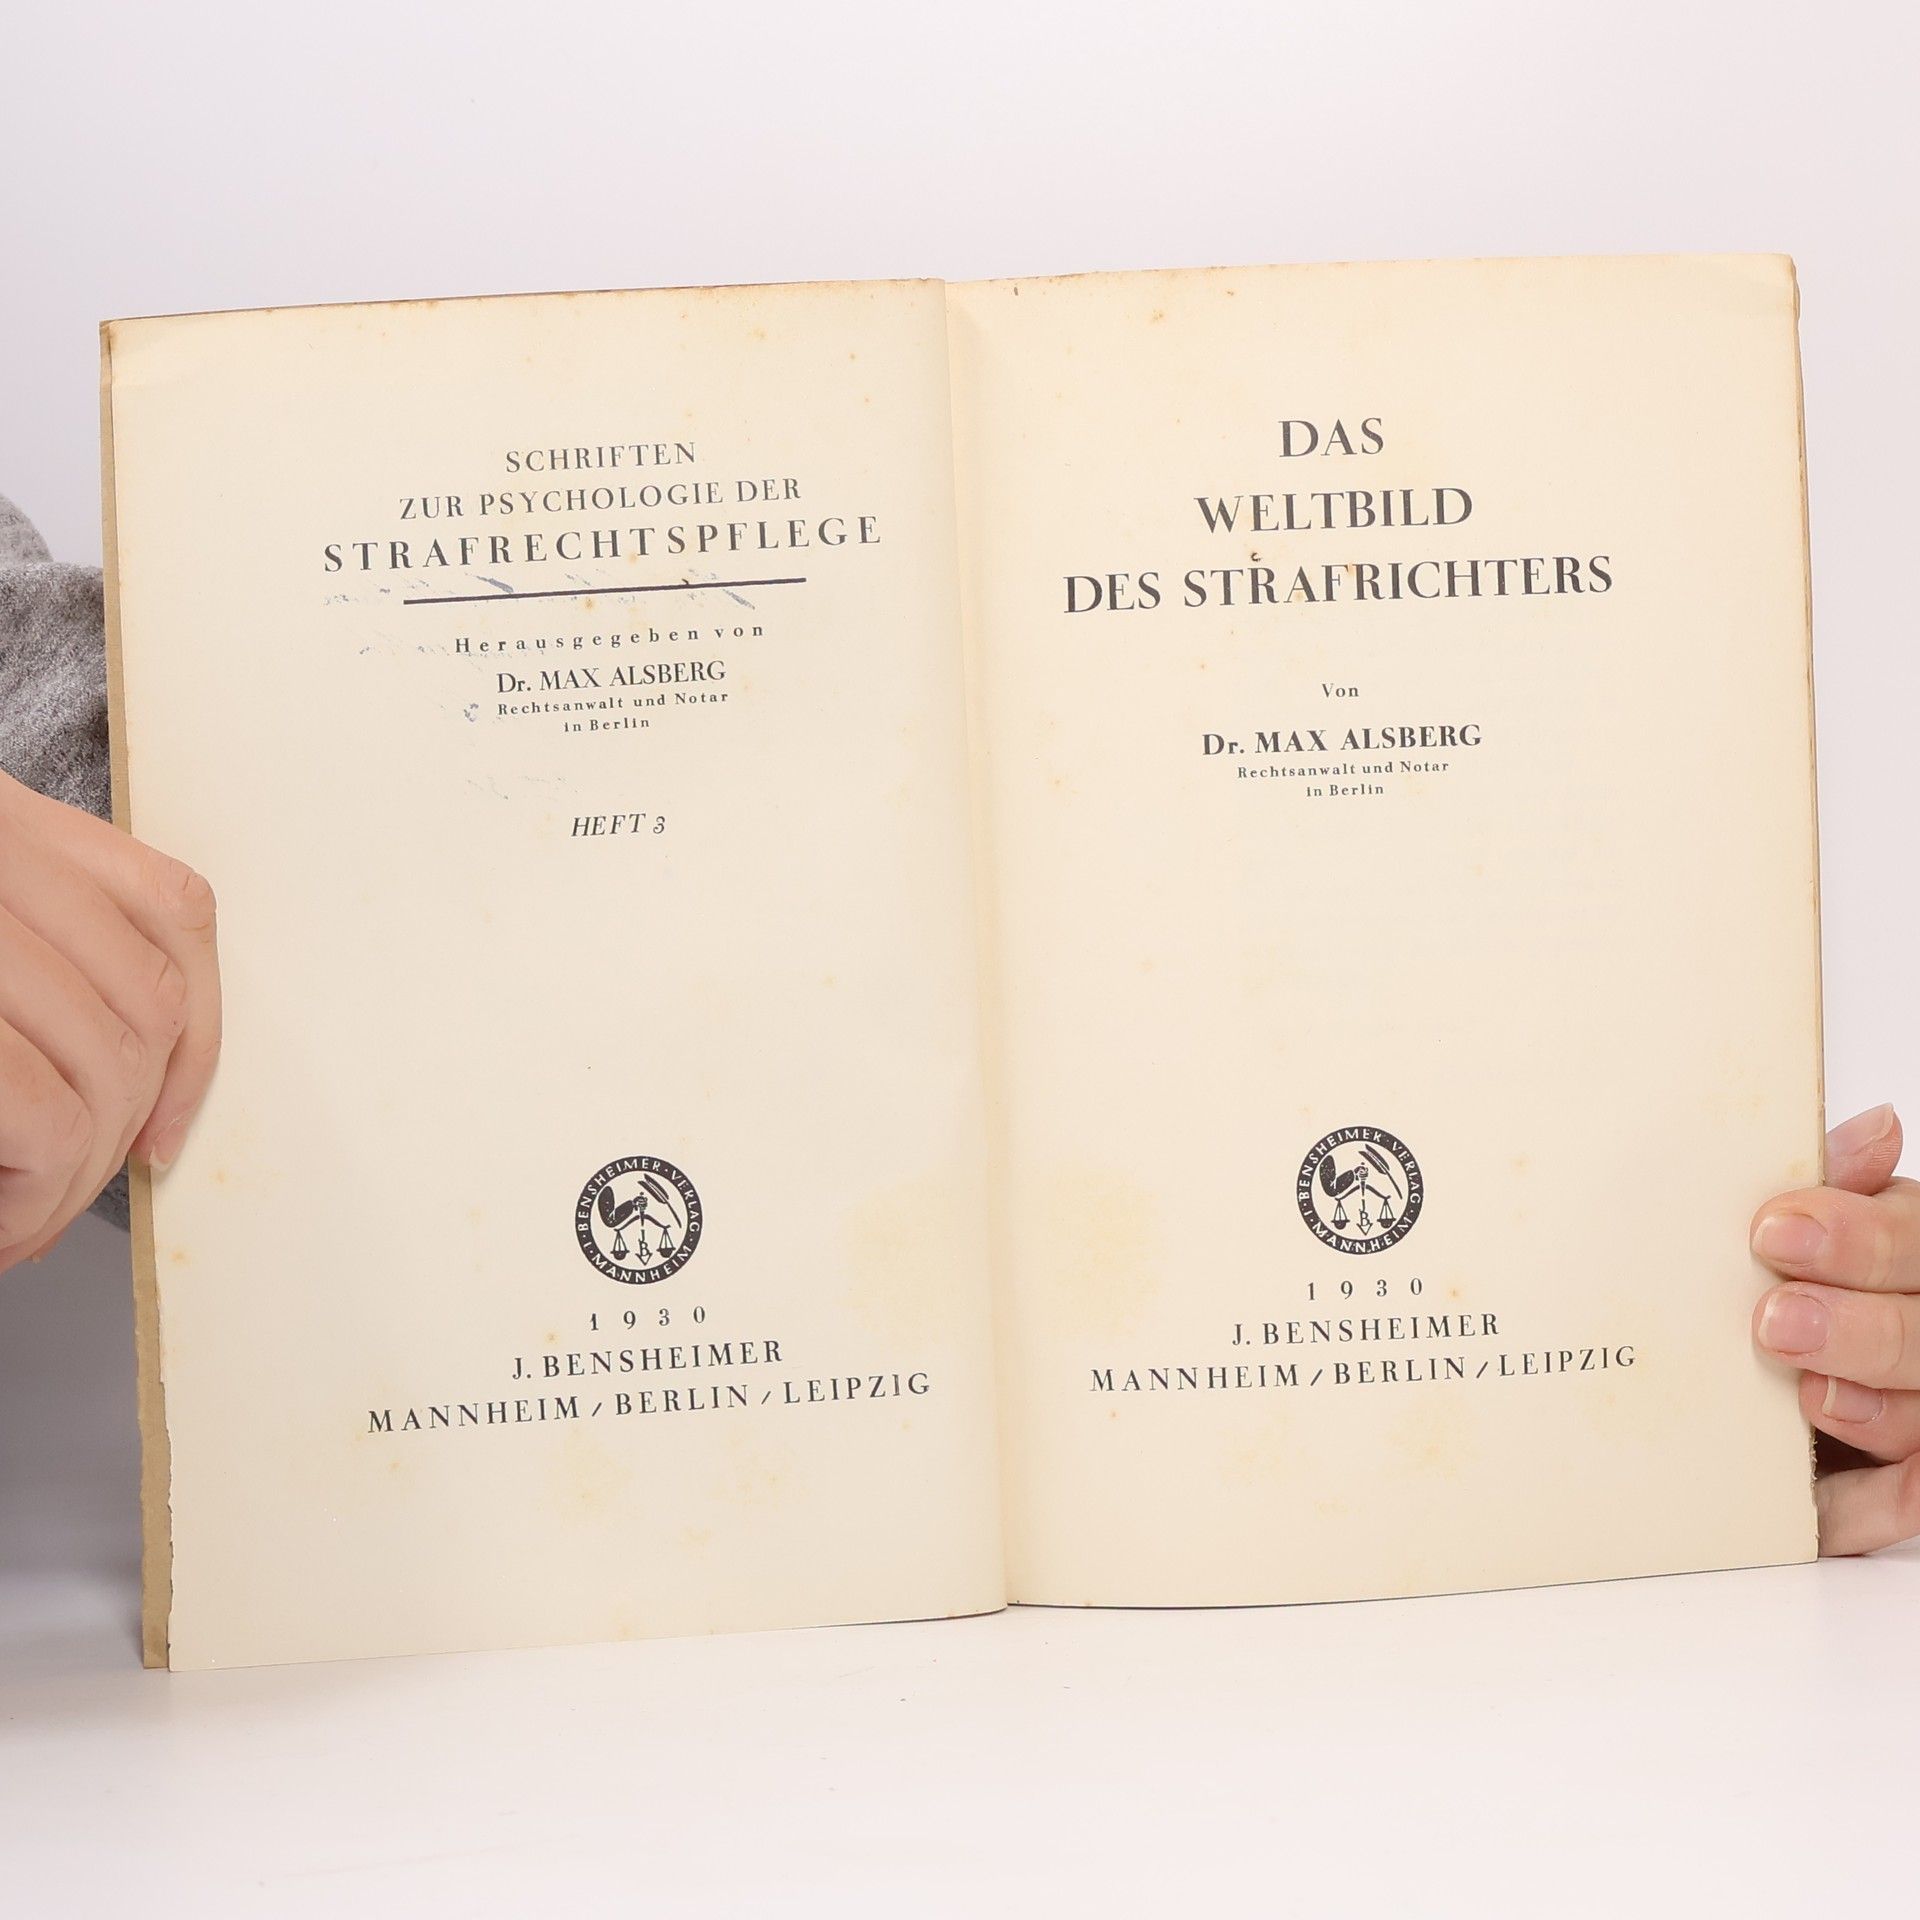 SCHRIFTEN
ZUR PSYCHOLOGIE DER
STRAFRECHTSPFLEGE
Herausgegeben von
Dr. MAX ALSBERG
Rechtsanwalt und Notar
in Berlin
HEFT 3
I·BENSHEIMER·VERLAG·MANNHEIM·
B
1930
J. BENSHEIMER
MANNHEIM / BERLIN / LEIPZIG
DAS
WELTBILD
DES STRAFRICHTERS
Von
Dr. MAX ALSBERG
Rechtsanwalt und Notar
in Berlin
I·BENSHEIMER·VERLAG·MANNHEIM·
B
1930
J. BENSHEIMER
MANNHEIM / BERLIN / LEIPZIG